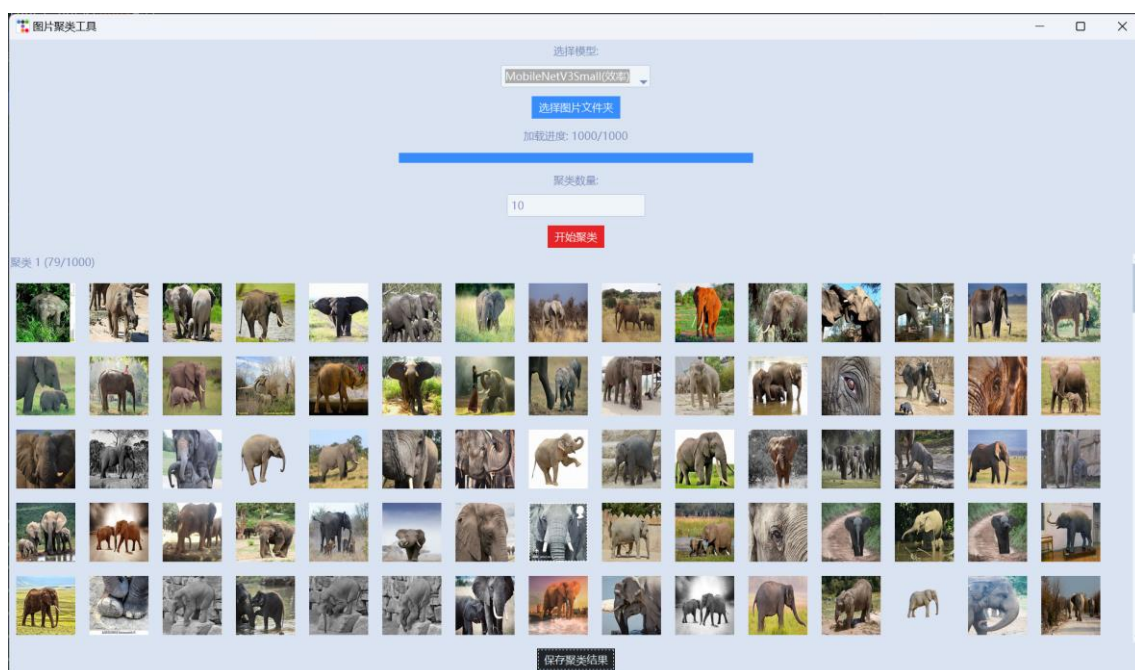 图片聚类工具
选择模型:
MobileNetV3Small(效率)
选择图片文件夹
加载进度: 1000/1000
聚类数量:
10
开始聚类
聚类 1 (79/1000)
保存聚类结果